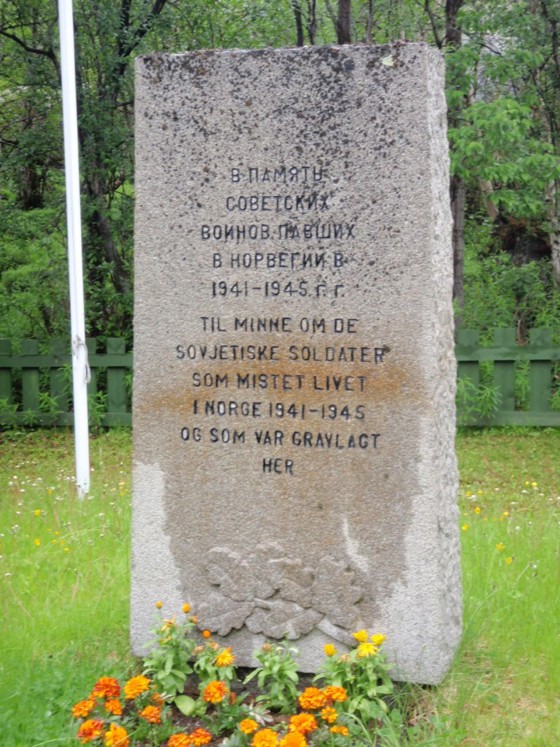 В ПАМЯТЬ
СОВЕТСКИХ
ВОИНОВ, ПАВШИХ
В НОРВЕГИИ В
1941-1945 Г.Г.
TIL MINNE OM DE
SOVJETISKE SOLDATER
SOM MISTET LIVET
I NORGE 1941-1945
OG SOM VAR GRAVLAGT
HER